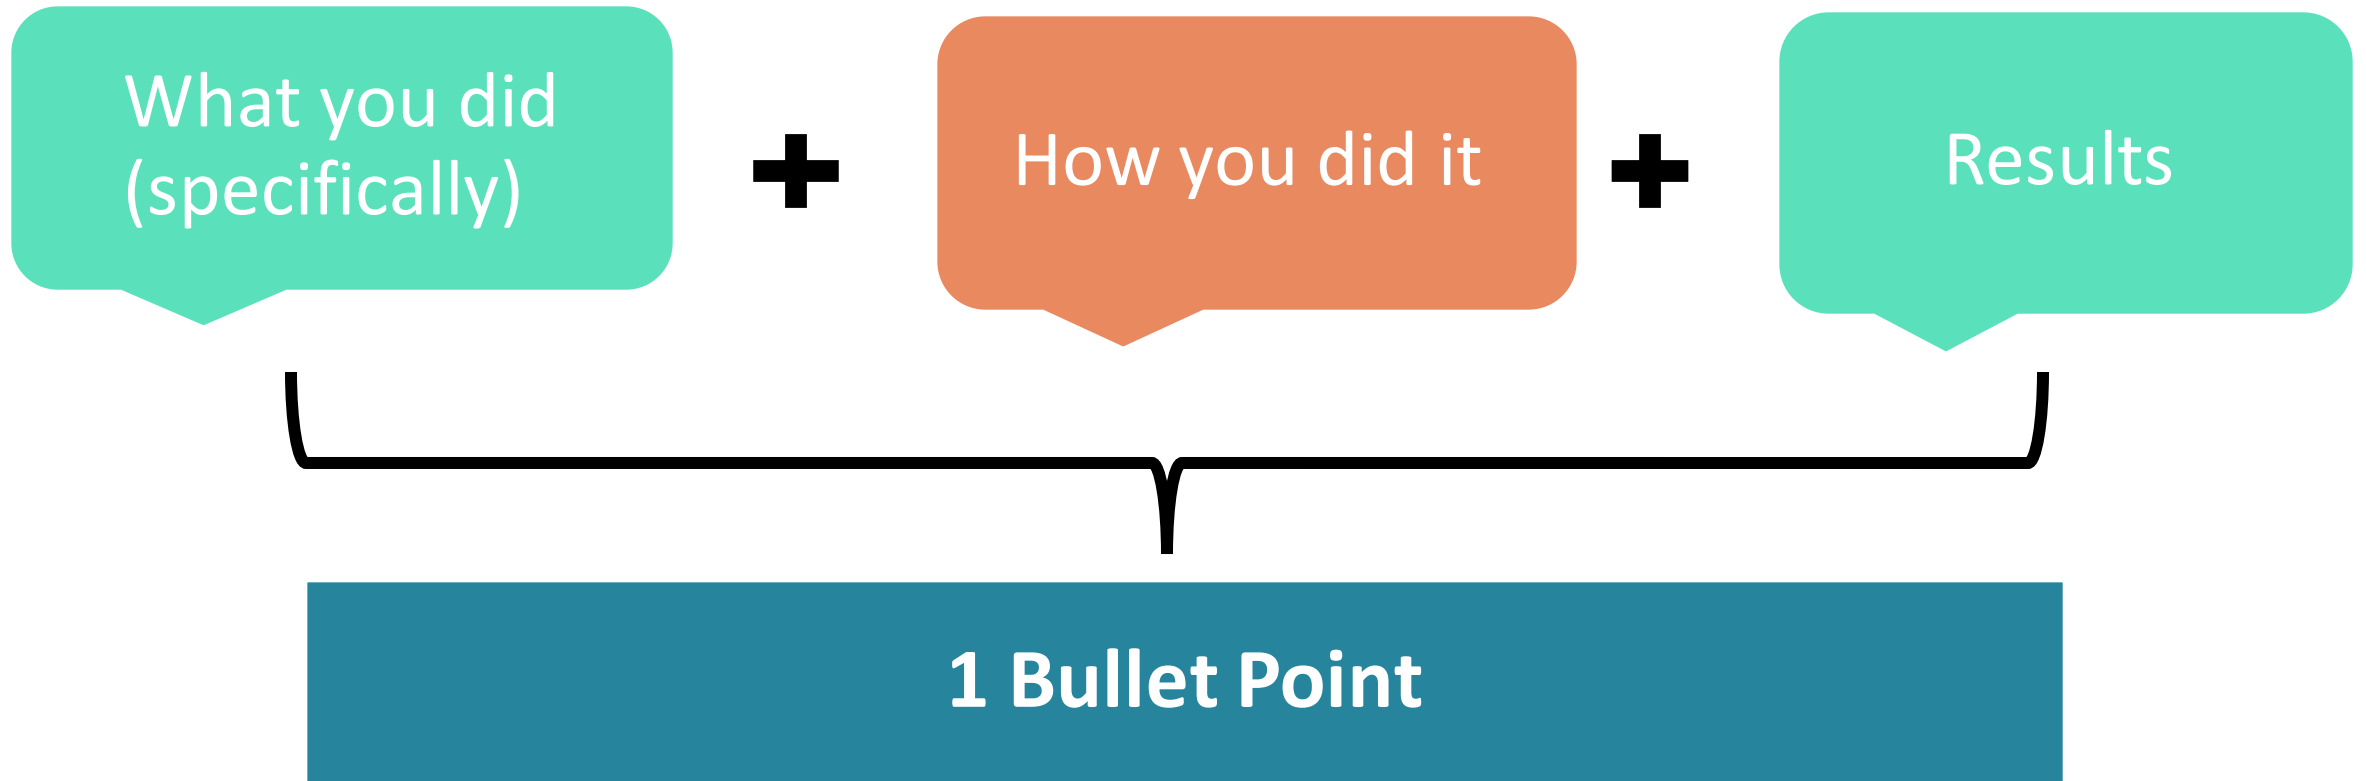 What you did
(specifically)
How you did it
Results
1 Bullet Point